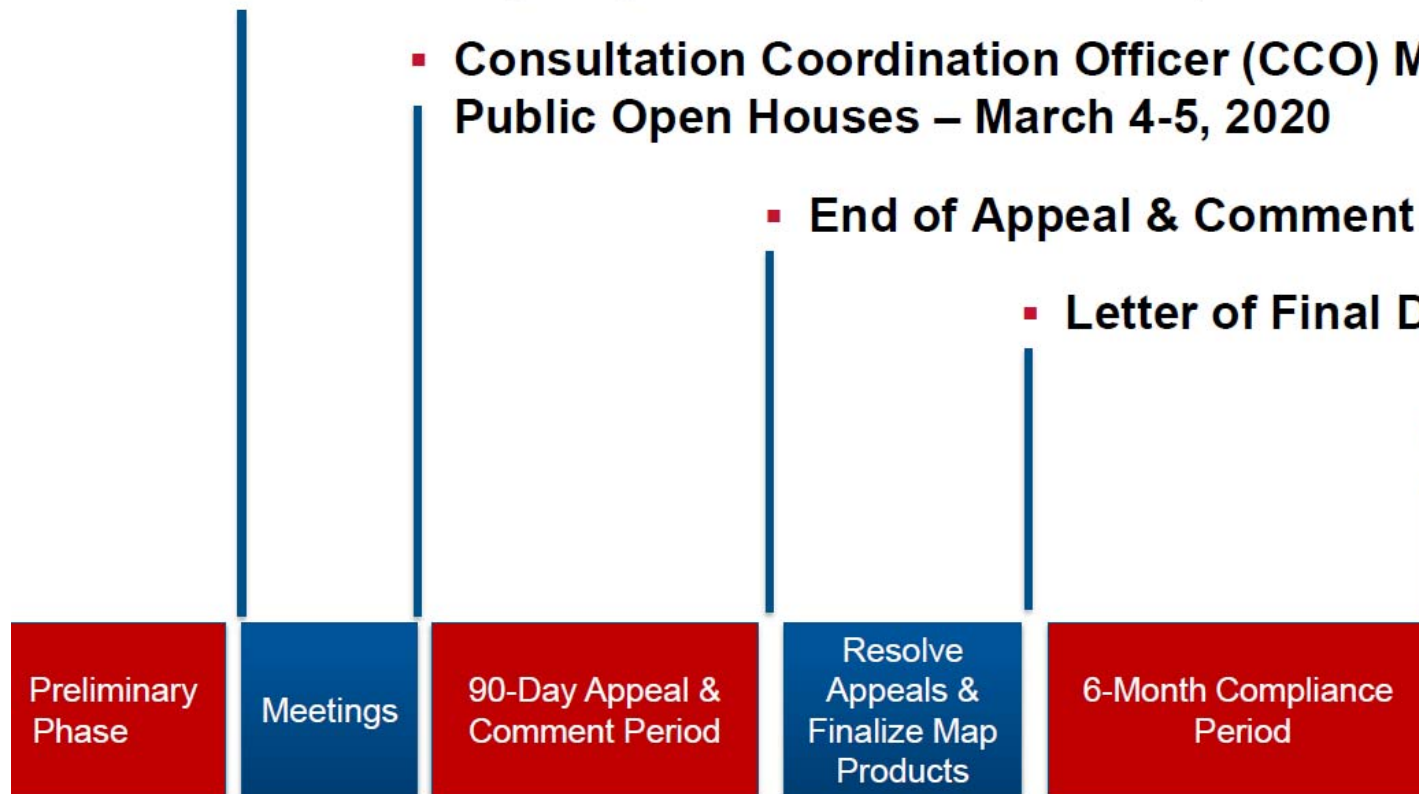 Consultation Coordination Officer (CCO)
Public Open Houses – March 4-5, 2020
End of Appeal & Comment
Letter of Final
Preliminary
Phase
Meetings
90-Day Appeal &
Comment Period
Resolve
Appeals &
Finalize Map
Products
6-Month Compliance
Period